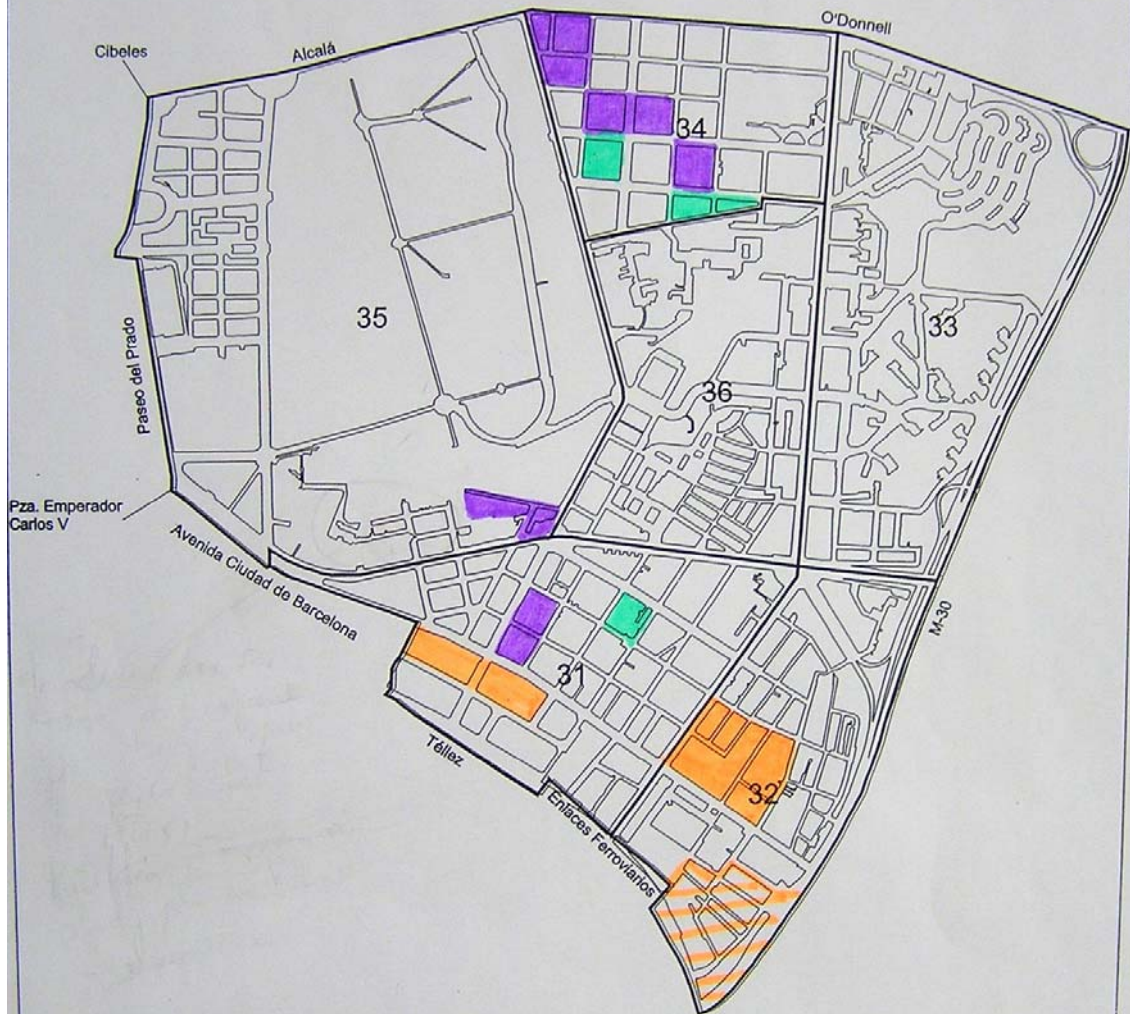 O'Donnell
Cibeles
Alcalá
34
35
33
Paseo del Prado
36
Pza. Emperador
Carlos V
Avenida Ciudad de Barcelona
M-30
31
Téllez
32
Enlaces Ferroviarios